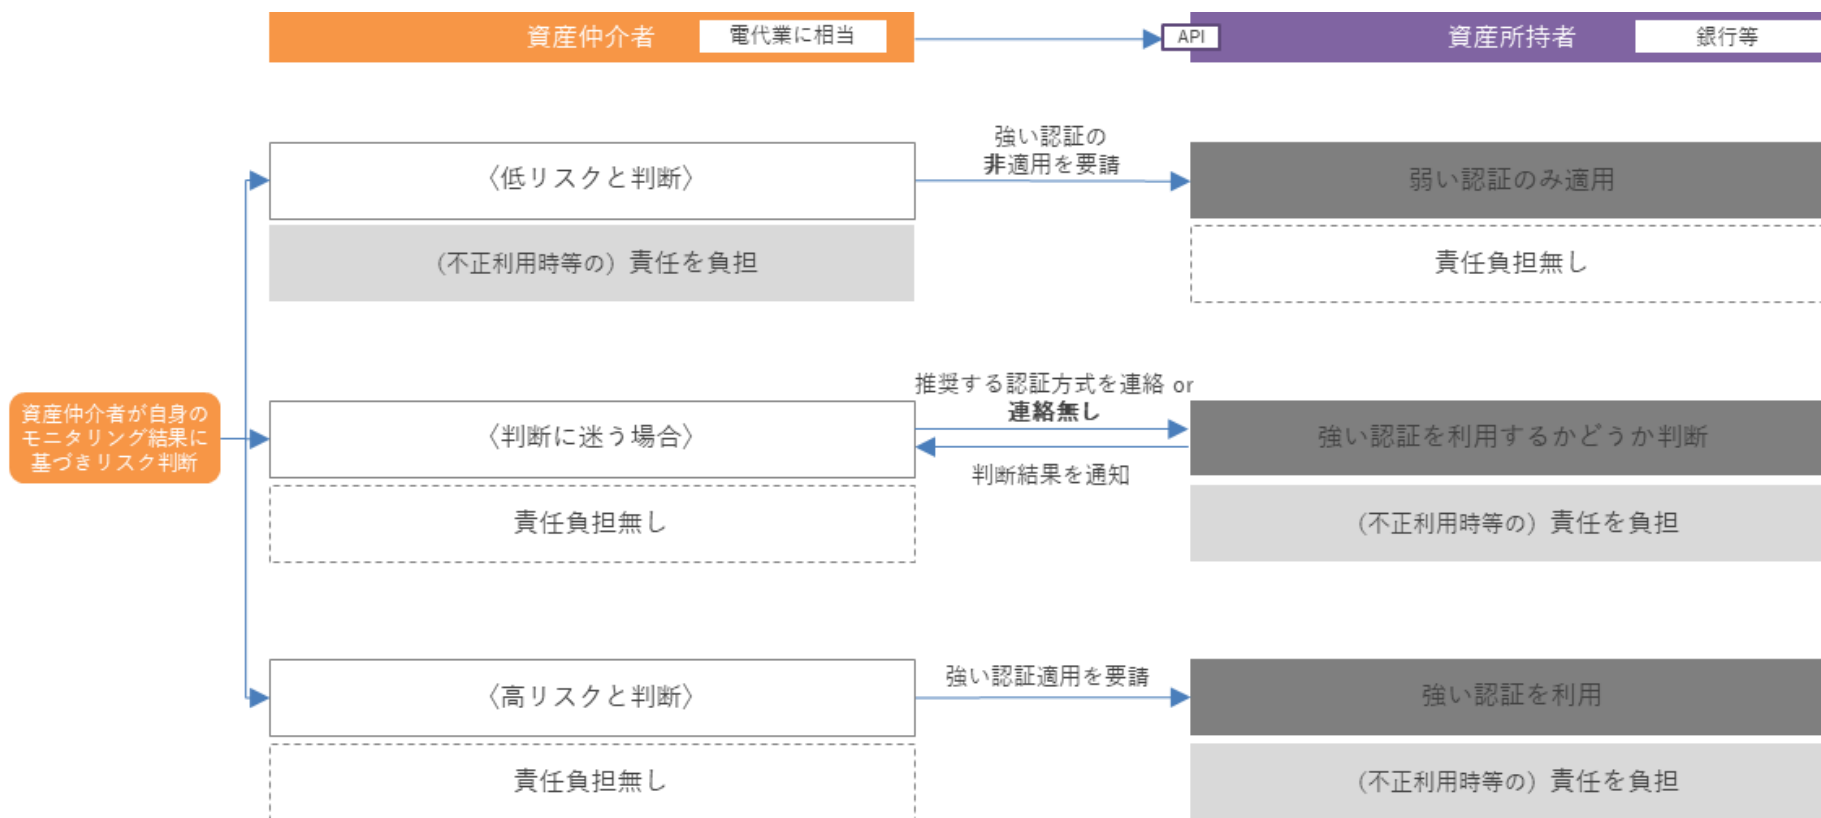 資産仲介者
電代業に相当
API
資産所持者
銀行等
資産仲介者が自身の
モニタリング結果に
基づきリスク判断
〈低リスクと判断〉
強い認証の
非適用を要請
弱い認証のみ適用
(不正利用時等の）責任を負担
責任負担無し
〈判断に迷う場合〉
推奨する認証方式を連絡 or
連絡無し
判断結果を通知
強い認証を利用するかどうか判断
責任負担無し
(不正利用時等の）責任を負担
〈高リスクと判断〉
強い認証適用を要請
強い認証を利用
責任負担無し
(不正利用時等の）責任を負担